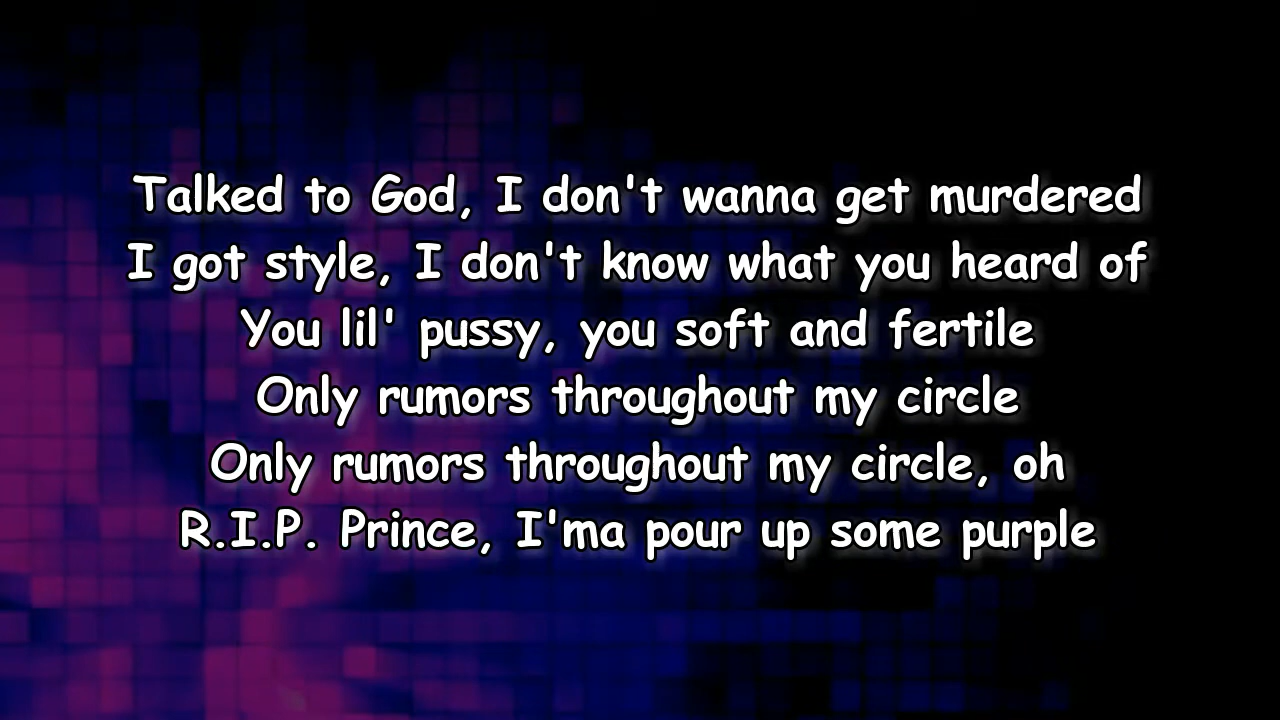 Talked to God, I don't wanna get murdered
I got style, I don't know what you heard of
You lil' pussy, you soft and fertile
Only rumors throughout my circle
Only rumors throughout my circle, oh
R.I.P. Prince, I'ma pour up some purple